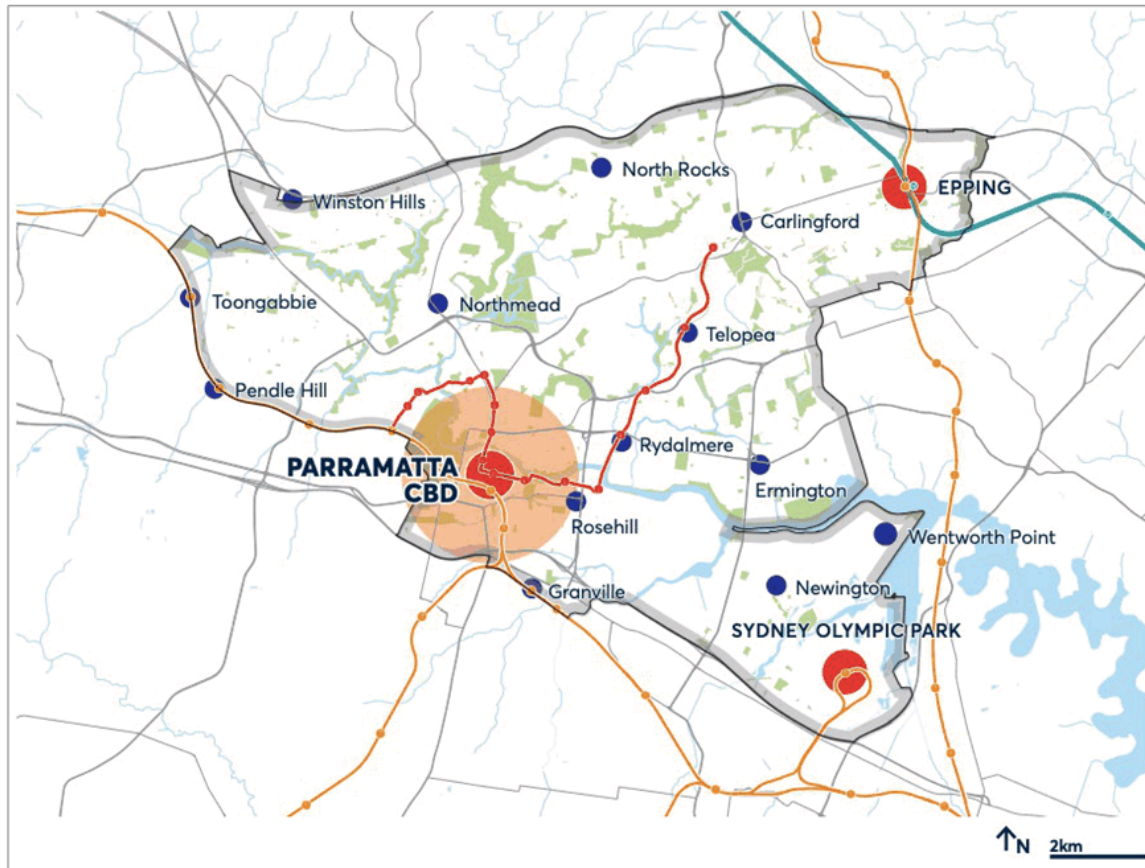 North Rocks
EPPING
Winston Hills
Carlingford
Toongabbie
Northmead
Telopea
Pendle Hill
PARRAMATTA
CBD
Rydalmere
Ermington
Rosehill
Wentworth Point
Granville
Newington
SYDNEY OLYMPIC PARK
N 2km